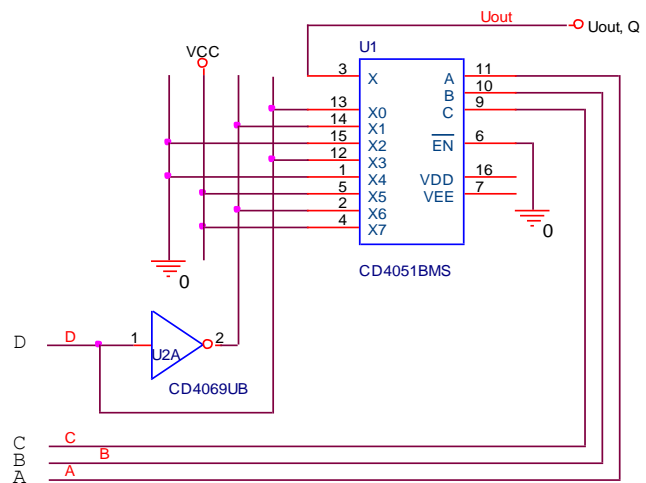 Uout
Uout, Q
VCC
U1
3 X A 11
B 10
13 X0 C 9
14 X1
15 X2 EN 6
12 X3
1 X4 VDD 16
5 X5 VEE 7
2 X6
4 X7
0
0
CD4051BMS
D D 1 U2A 2
CD4069UB
C C
B B
A A